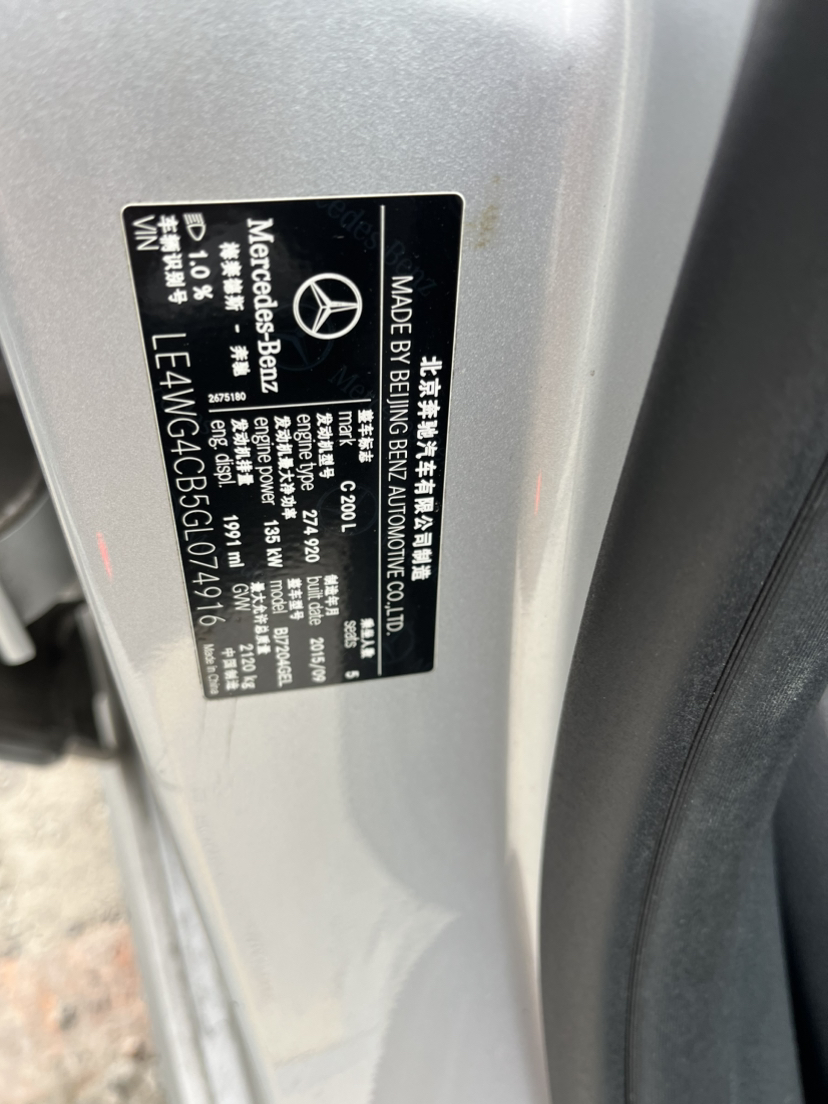 北京奔驰汽车有限公司制造
MADE BY BEIJING BENZ AUTOMOTIVE CO.,LTD.
Mercedes-Benz
梅赛德斯 - 奔驰
1.0 %
2675180
整车标志
mark C 200 L
乘坐人数
seats 5
发动机型号
engine type 274 920
制造年月
built date 2015/09
发动机最大净功率
engine power 135 kW
整车型号
model BJ7204GEL
发动机排量
eng. displ. 1991 ml
最大允许总质量
GVW 2120 kg
车辆识别号
VIN LE4WG4CB5GL074916
中国制造
Made in China